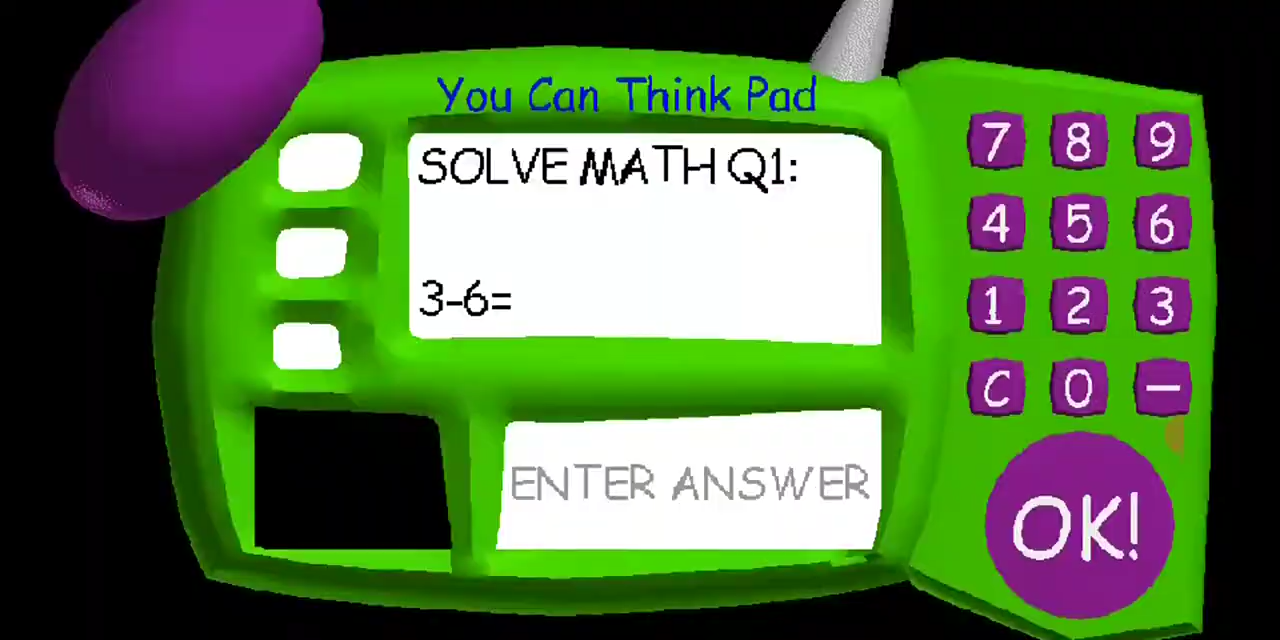 You Can Think Pad
SOLVE MATH Q1:
3-6=
ENTER ANSWER
7 8 9
4 5 6
1 2 3
C 0 –
OK!